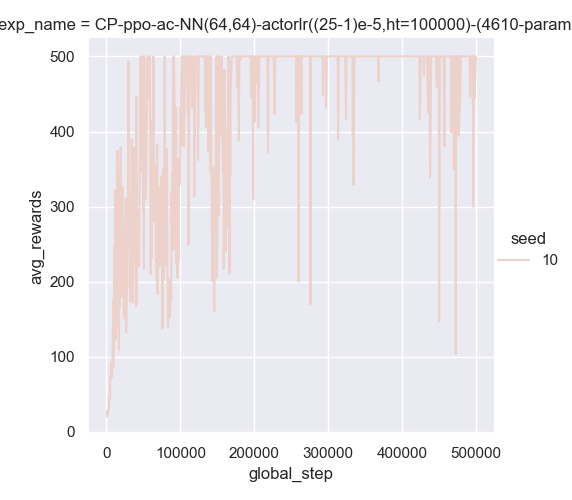 exp_name = CP-ppo-ac-NN(64,64)-actorlr((25-1)e-5,ht=100000)-(4610-param
500
400
300
200
100
0
avg_rewards
0 100000 200000 300000 400000 500000
global_step
seed
10